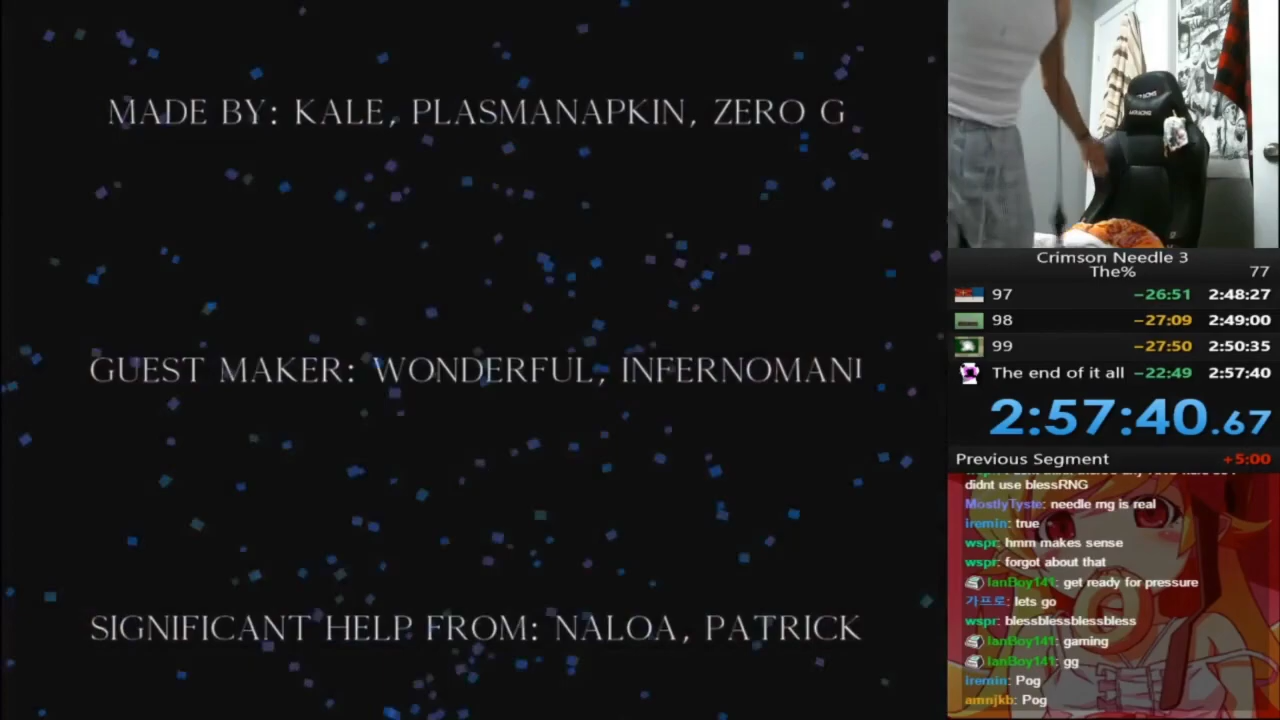 MADE BY: KALE, PLASMANAPKIN, ZERO G
GUEST MAKER: WONDERFUL, INFERNOMAN1
SIGNIFICANT HELP FROM: NALOA, PATRICK
Crimson Needle 3
The% 77
97 -26:51 2:48:27
98 -27:09 2:49:00
99 -27:50 2:50:35
The end of it all -22:49 2:57:40
2:57:40.67
Previous Segment +5:00
didnt use blessRNG
MostlyTyste: needle rng is real
iremin: true
wspr: hmm makes sense
wspr: forgot about that
IanBoy141: get ready for pressure
가프로: lets go
wspr: blessblessblessbless
IanBoy141: gaming
IanBoy141: gg
iremin: Pog
amnjkb: Pog